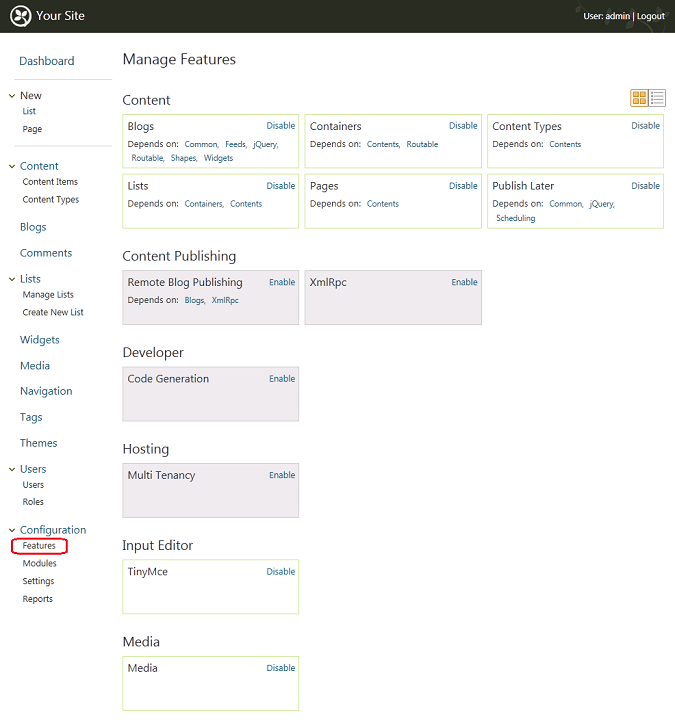 Your Site
User: admin | Logout
Dashboard
New
List
Page
Content
Content Items
Content Types
Blogs
Comments
Lists
Manage Lists
Create New List
Widgets
Media
Navigation
Tags
Themes
Users
Users
Roles
Configuration
Features
Modules
Settings
Reports
Manage Features
Content
Blogs Disable
Depends on: Common, Feeds, jQuery,
Routable, Shapes, Widgets
Containers Disable
Depends on: Contents, Routable
Content Types Disable
Depends on: Contents
Lists Disable
Depends on: Containers, Contents
Pages Disable
Depends on: Contents
Publish Later Disable
Depends on: Common, jQuery,
Scheduling
Content Publishing
Remote Blog Publishing Enable
Depends on: Blogs, XmlRpc
XmlRpc Enable
Developer
Code Generation Enable
Hosting
Multi Tenancy Enable
Input Editor
TinyMce Disable
Media
Media Disable